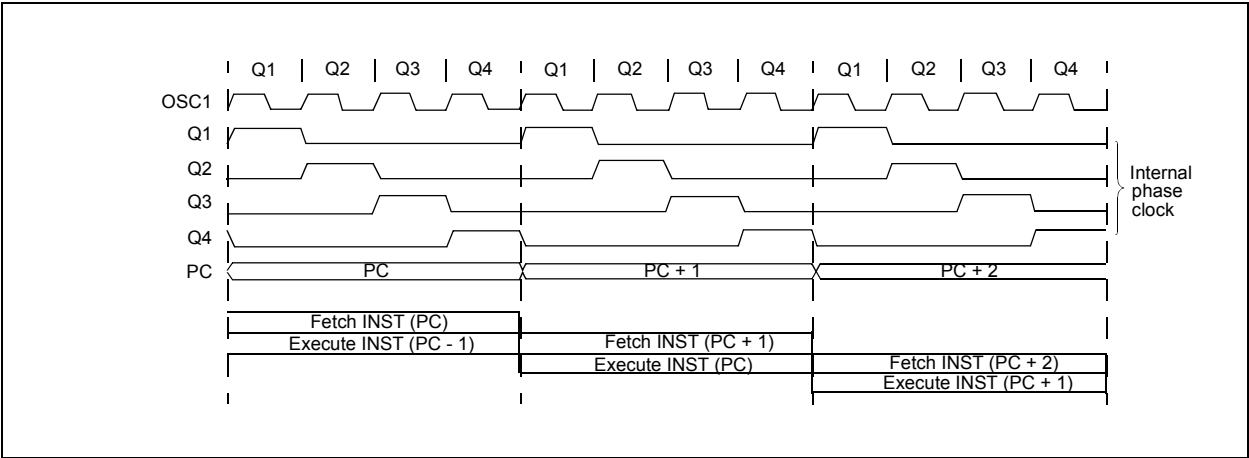 Q1 Q2 Q3 Q4 Q1 Q2 Q3 Q4 Q1 Q2 Q3 Q4
OSC1
Q1
Q2
Q3
Q4
Internal
phase
clock
PC PC PC + 1 PC + 2
Fetch INST (PC)
Execute INST (PC - 1) Fetch INST (PC + 1)
Execute INST (PC) Fetch INST (PC + 2)
Execute INST (PC + 1)